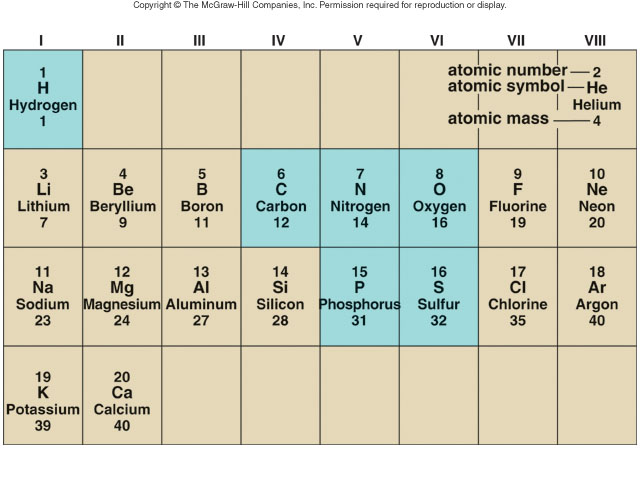 Copyright © The McGraw-Hill Companies, Inc. Permission required for reproduction or display.
I II III IV V VI VII VIII
1
H
Hydrogen
1
atomic number 2
atomic symbol He
Helium
atomic mass 4
3 4 5 6 7 8 9 10
Li Be B C N O F Ne
Lithium Beryllium Boron Carbon Nitrogen Oxygen Fluorine Neon
7 9 11 12 14 16 19 20
11 12 13 14 15 16 17 18
Na Mg Al Si P S Cl Ar
Sodium Magnesium Aluminum Silicon Phosphorus Sulfur Chlorine Argon
23 24 27 28 31 32 35 40
19 20
K Ca
Potassium Calcium
39 40